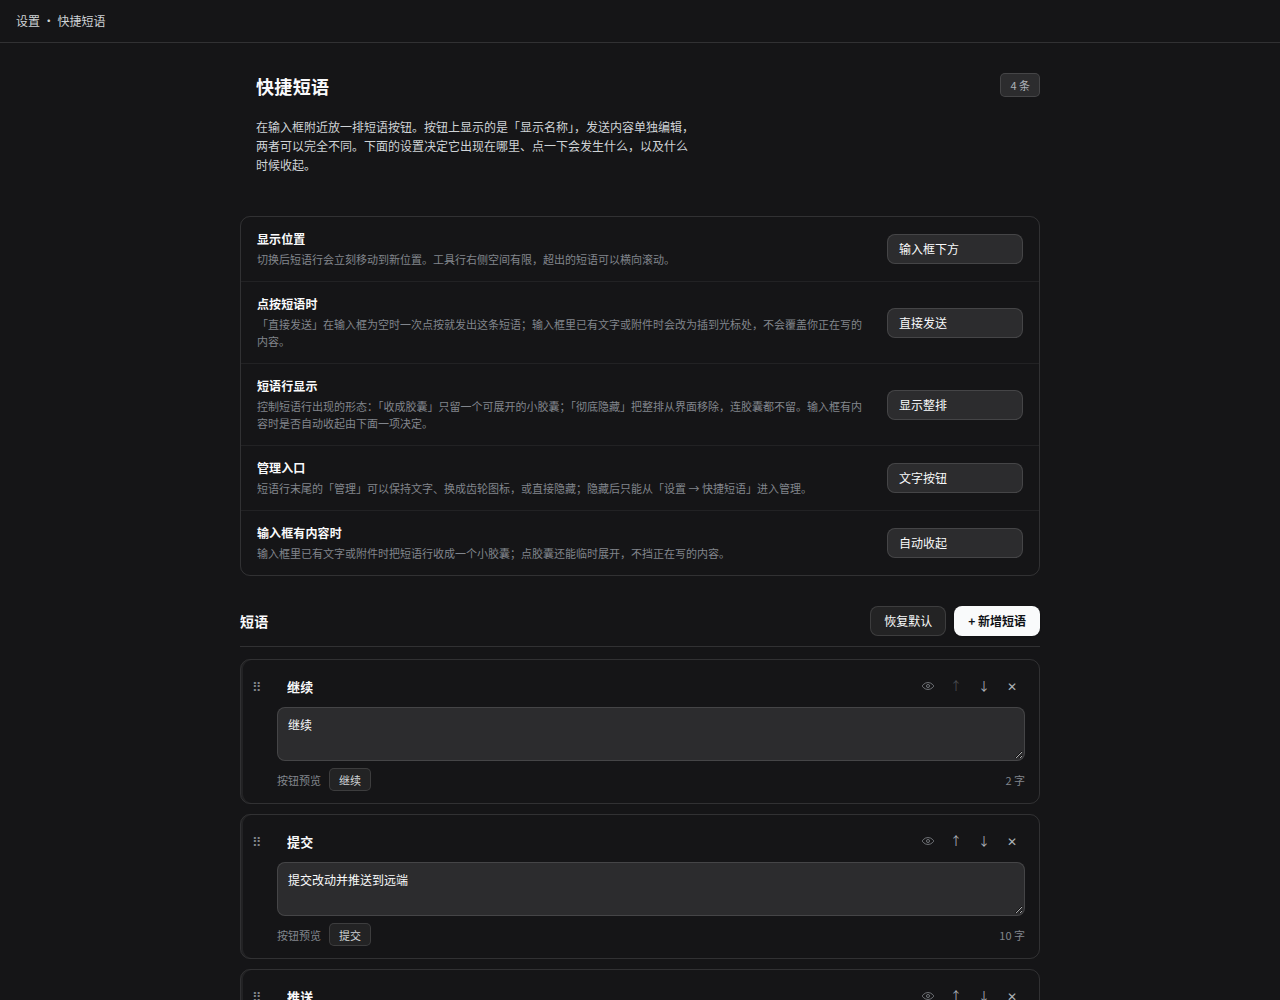 设置 · 快捷短语
快捷短语
4 条
在输入框附近放一排短语按钮。按钮上显示的是「显示名称」，发送内容单独编辑，
两者可以完全不同。下面的设置决定它出现在哪里、点一下会发生什么，以及什么
时候收起。
显示位置
切换后短语行会立刻移动到新位置。工具行右侧空间有限，超出的短语可以横向滚动。
输入框下方
点按短语时
「直接发送」在输入框为空时一次点按就发出这条短语；输入框里已有文字或附件时会改为插到光标处，不会覆盖你正在写的
内容。
直接发送
短语行显示
控制短语行出现的形态：「收成胶囊」只留一个可展开的小胶囊；「彻底隐藏」把整排从界面移除，连胶囊都不留。输入框有内
容时是否自动收起由下面一项决定。
显示整排
管理入口
短语行末尾的「管理」可以保持文字、换成齿轮图标，或直接隐藏；隐藏后只能从「设置 → 快捷短语」进入管理。
文字按钮
输入框有内容时
输入框里已有文字或附件时把短语行收成一个小胶囊；点胶囊还能临时展开，不挡正在写的内容。
自动收起
短语
恢复默认
+ 新增短语
继续
继续
按钮预览 继续
2 字
提交
提交改动并推送到远端
按钮预览 提交
10 字
推送